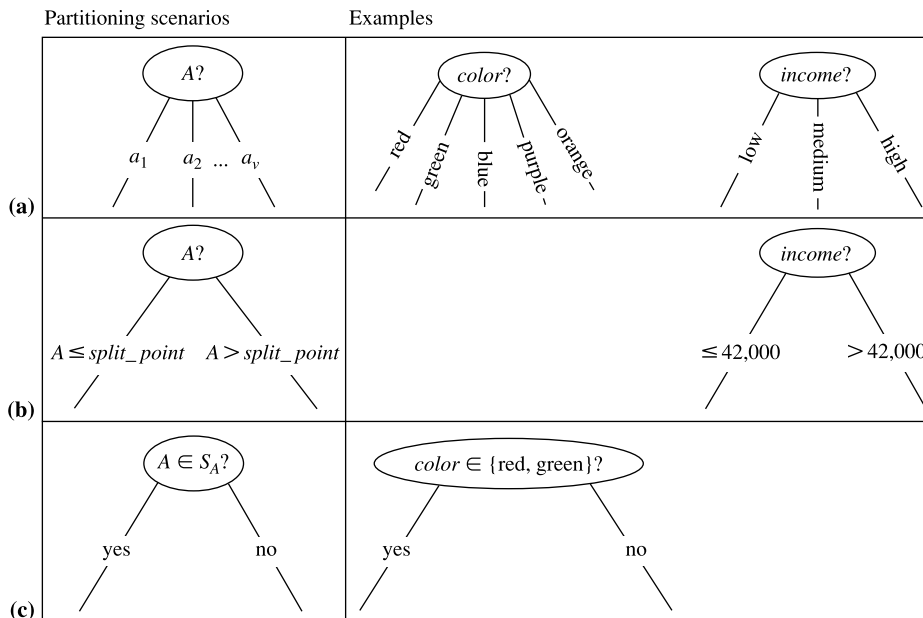 Partitioning scenarios Examples
A? color? income?
a1 a2 ... av red green blue purple orange low medium high
(a)
A? income?
A ≤ split_point A > split_point ≤ 42,000 > 42,000
(b)
A ∈ SA? color ∈ {red, green}?
yes no yes no
(c)